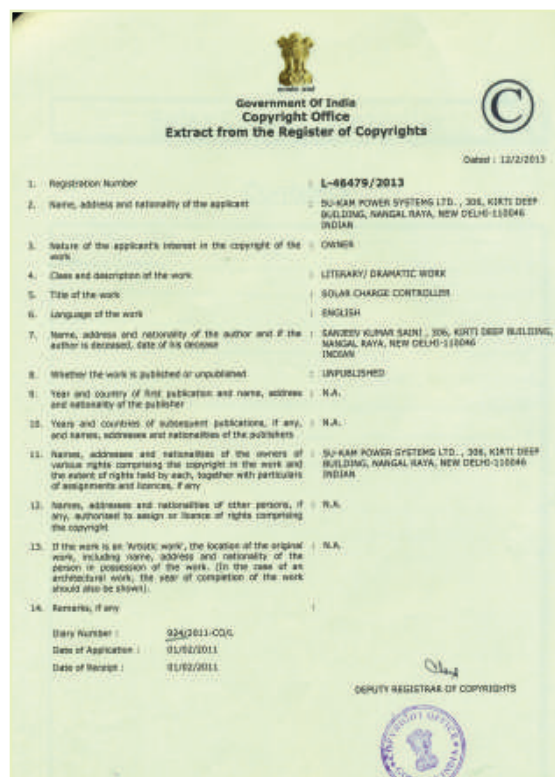 Government Of India
Copyright Office
Extract from the Register of Copyrights
©
Dated : 12/2/2013
1. Registration Number : L-46479/2013
2. Name, address and nationality of the applicant : SU-KAM POWER SYSTEMS LTD. , 306, KIRTI DEEP
BUILDING, NANGAL RAYA, NEW DELHI-110046
INDIAN
3. Nature of the applicant's interest in the copyright of the : OWNER
work
4. Class and description of the work : LITERARY/ DRAMATIC WORK
5. Title of the work : SOLAR CHARGE CONTROLLER
6. Language of the work : ENGLISH
7. Name, address and nationality of the author and if the : SANJEEV KUMAR SAINI , 306, KIRTI DEEP BUILDING,
author is deceased, date of his decease NANGAL RAYA, NEW DELHI-110046
INDIAN
8. Whether the work is published or unpublished : UNPUBLISHED
9. Year and country of first publication and name, address : N.A.
and nationality of the publisher
10. Years and countries of subsequent publications, if any, : N.A.
and names, addresses and nationalities of the publishers
11. Names, addresses and nationalities of the owners of : SU-KAM POWER SYSTEMS LTD. , 306, KIRTI DEEP
various rights comprising the copyright in the work and BUILDING, NANGAL RAYA, NEW DELHI-110046
the extent of rights held by each, together with particulars INDIAN
of assignments and licences, if any
12. Names, addresses and nationalities of other persons, if : N.A.
any, authorised to assign or licence of rights comprising
the copyright
13. If the work is an 'Artistic work', the location of the original : N.A.
work, including name, address and nationality of the
person in possession of the work. (In the case of an
architectural work, the year of completion of the work
should also be shown).
14. Remarks, if any :
Diary Number : 924/2011-CO/L
Date of Application : 01/02/2011
Date of Receipt : 01/02/2011
DEPUTY REGISTRAR OF COPYRIGHTS
COPYRIGHT OFFICE